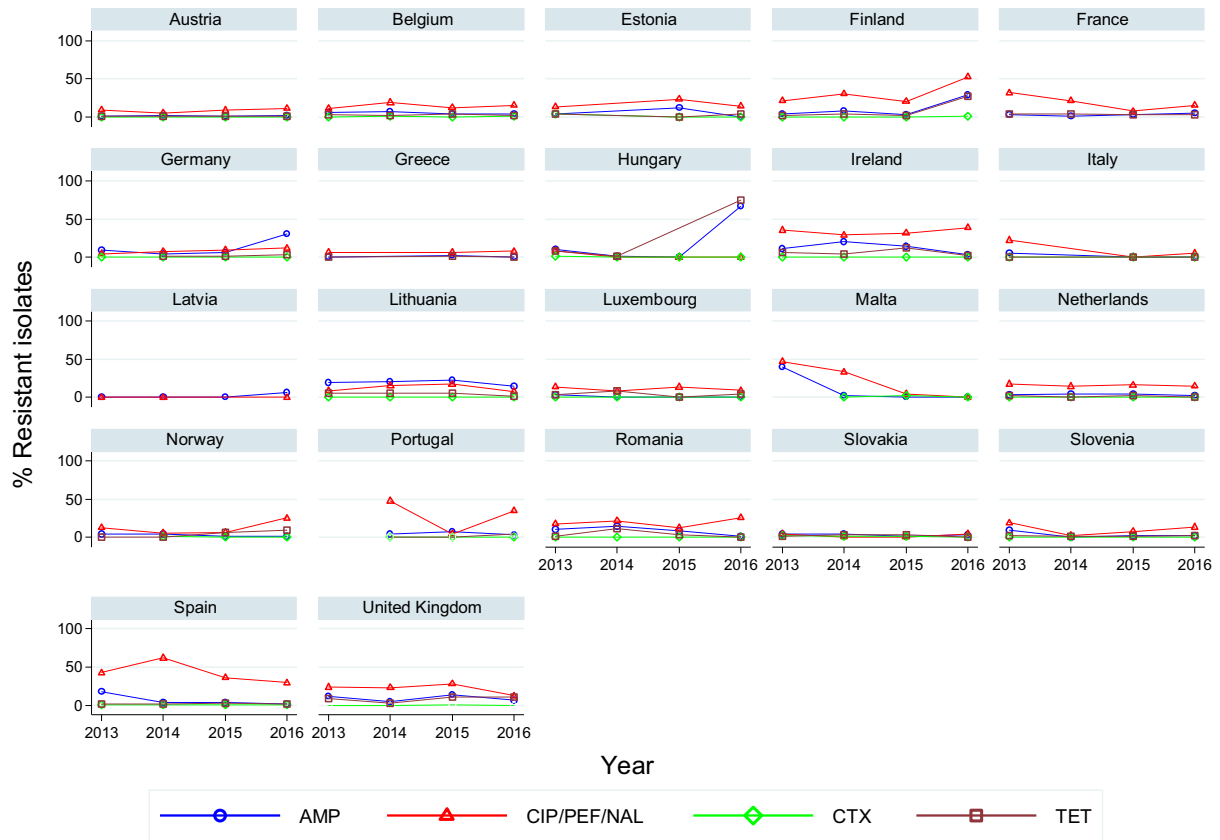 Austria Belgium Estonia Finland France
100
50
0
Germany Greece Hungary Ireland Italy
100
50
0
Latvia Lithuania Luxembourg Malta Netherlands
100
50
0
Norway Portugal Romania Slovakia Slovenia
100
50
0
2013 2014 2015 2016 2013 2014 2015 2016 2013 2014 2015 2016
Spain United Kingdom
100
50
0
2013 2014 2015 2016 2013 2014 2015 2016
% Resistant isolates
Year
AMP CIP/PEF/NAL CTX TET